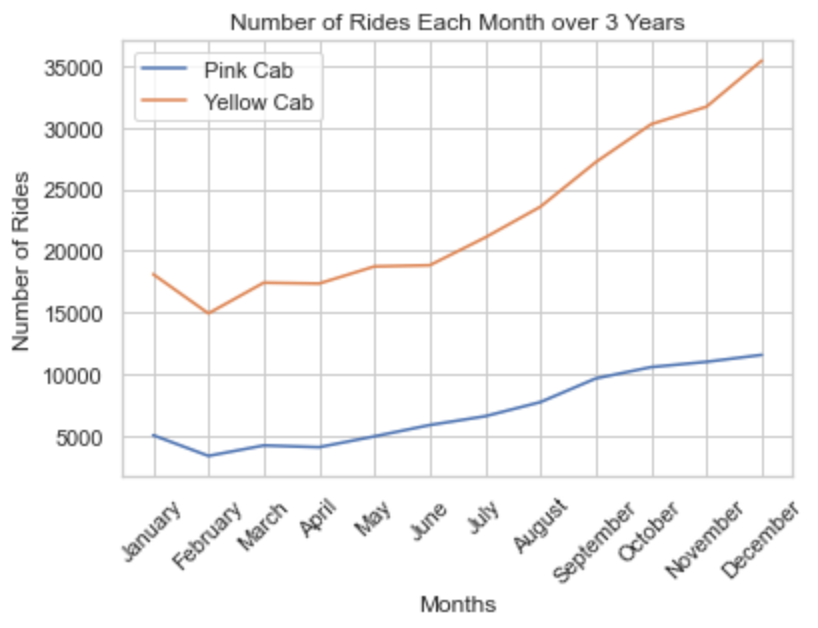 Number of Rides Each Month over 3 Years
Pink Cab
Yellow Cab
35000
30000
25000
20000
15000
10000
5000
Number of Rides
January
February
March
April
May
June
July
August
September
October
November
December
Months